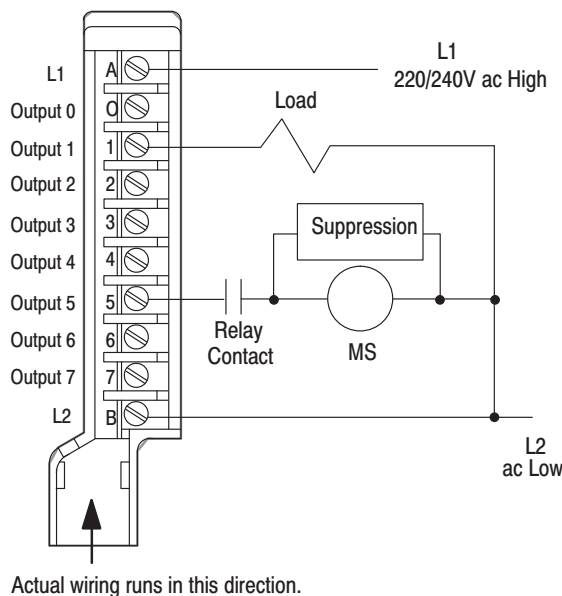 L1
220/240V ac High
L1 A
Output 0 O
Load
Output 1 1
Output 2 2
Output 3 3
Suppression
Output 4 4
Output 5 5
Relay
Contact
MS
Output 6 6
Output 7 7
L2 B
L2
ac Low
Actual wiring runs in this direction.